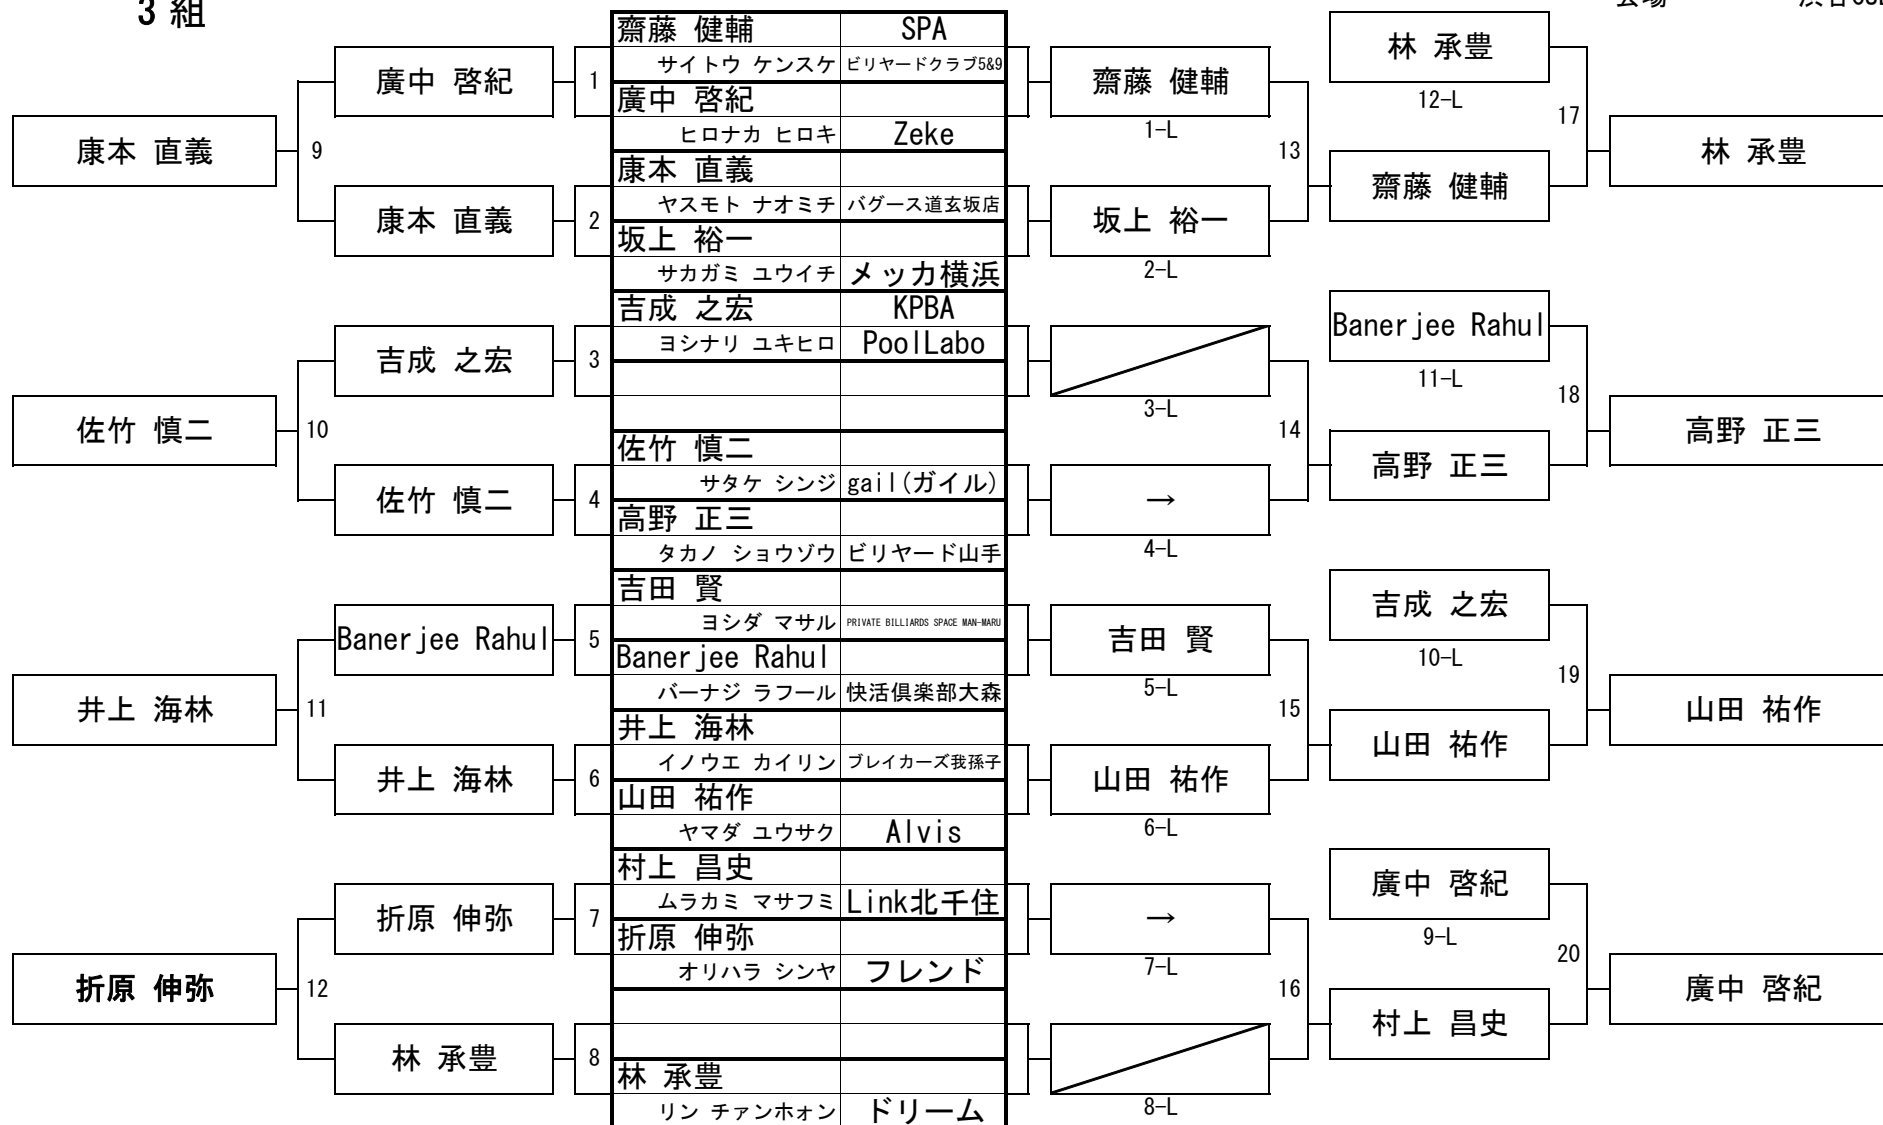 3 組
康本 直義
9
佐竹 慎二
10
井上 海林
11
折原 伸弥
12
廣中 啓紀
1
康本 直義
2
吉成 之宏
3
佐竹 慎二
4
Banerjee Rahul
5
井上 海林
6
折原 伸弥
7
林 承豊
8
齋藤 健輔 SPA
サイトウ ケンスケ ビリヤードクラブ5&9
廣中 啓紀
ヒロナカ ヒロキ Zeke
康本 直義
ヤスモト ナオミチ バグース道玄坂店
坂上 裕一
サカガミ ユウイチ メッカ横浜
吉成 之宏 KPBA
ヨシナリ ユキヒロ PoolLabo
佐竹 慎二
サタケ シンジ gail(ガイル)
高野 正三
タカノ ショウゾウ ビリヤード山手
吉田 賢
ヨシダ マサル PRIVATE BILLIARDS SPACE MAN-MARU
Banerjee Rahul
バーナジ ラフール 快活倶楽部大森
井上 海林
イノウエ カイリン ブレイカーズ我孫子
山田 祐作
ヤマダ ユウサク Alvis
村上 昌史
ムラカミ マサフミ Link北千住
折原 伸弥
オリハラ シンヤ フレンド
林 承豊
リン チァンホォン ドリーム
齋藤 健輔
1-L
坂上 裕一
2-L
13
3-L
→
4-L
14
吉田 賢
5-L
山田 祐作
6-L
15
→
7-L
8-L
16
林 承豊
12-L
齋藤 健輔
17
林 承豊
Banerjee Rahul
11-L
高野 正三
18
高野 正三
吉成 之宏
10-L
山田 祐作
19
山田 祐作
廣中 啓紀
9-L
村上 昌史
20
廣中 啓紀